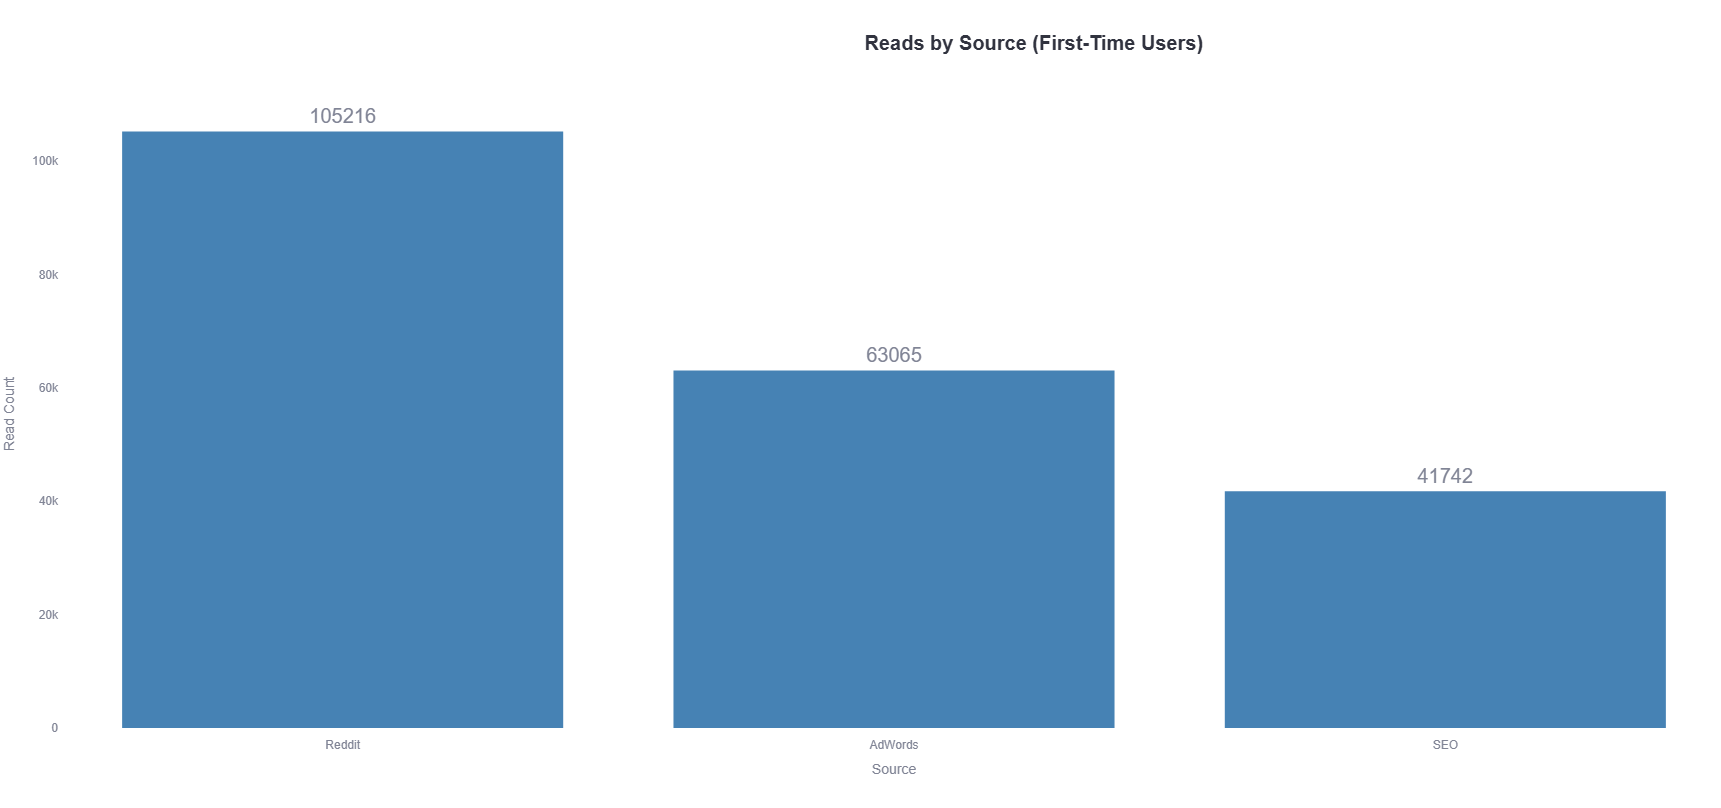 Reads by Source (First-Time Users)
105216
63065
41742
100k
80k
60k
40k
20k
0
Read Count
Reddit
AdWords
SEO
Source